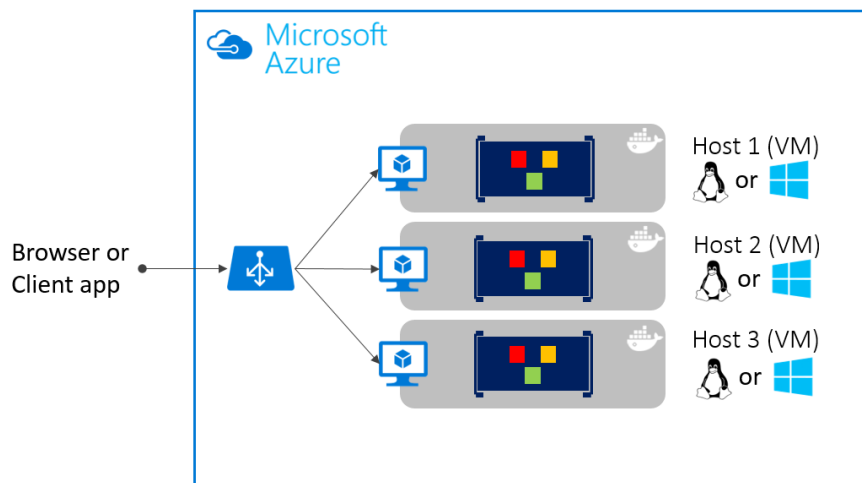 Microsoft
Azure
Host 1 (VM)
or
Browser or
Client app
Host 2 (VM)
or
Host 3 (VM)
or